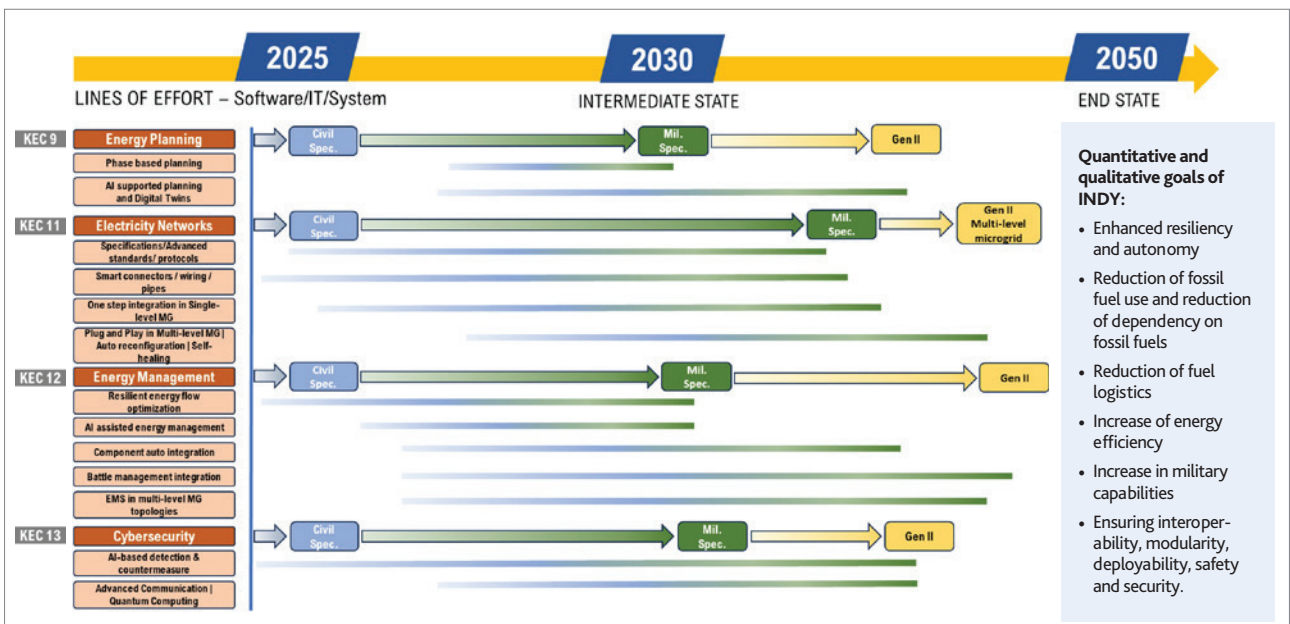 2025
2030
2050
LINES OF EFFORT – Software/IT/System
INTERMEDIATE STATE
END STATE
KEC 9
Energy Planning
Civil
Spec.
Mil.
Spec.
Gen II
Phase based planning
AI supported planning
and Digital Twins
KEC 11
Electricity Networks
Civil
Spec.
Mil.
Spec.
Gen II
Multi-level
microgrid
Specifications/Advanced
standards/ protocols
Smart connectors / wiring /
pipes
One step integration in Single-
level MG
Plug and Play in Multi-level MG |
Auto reconfiguration | Self-
healing
KEC 12
Energy Management
Civil
Spec.
Mil.
Spec.
Gen II
Resilient energy flow
optimization
AI assisted energy management
Component auto integration
Battle management integration
EMS in multi-level MG
topologies
KEC 13
Cybersecurity
Civil
Spec.
Mil.
Spec.
Gen II
AI-based detection &
countermeasure
Advanced Communication |
Quantum Computing
Quantitative and
qualitative goals of
INDY:
• Enhanced resiliency
and autonomy
• Reduction of fossil
fuel use and reduction
of dependency on
fossil fuels
• Reduction of fuel
logistics
• Increase of energy
efficiency
• Increase in military
capabilities
• Ensuring interoper-
ability, modularity,
deployability, safety
and security.